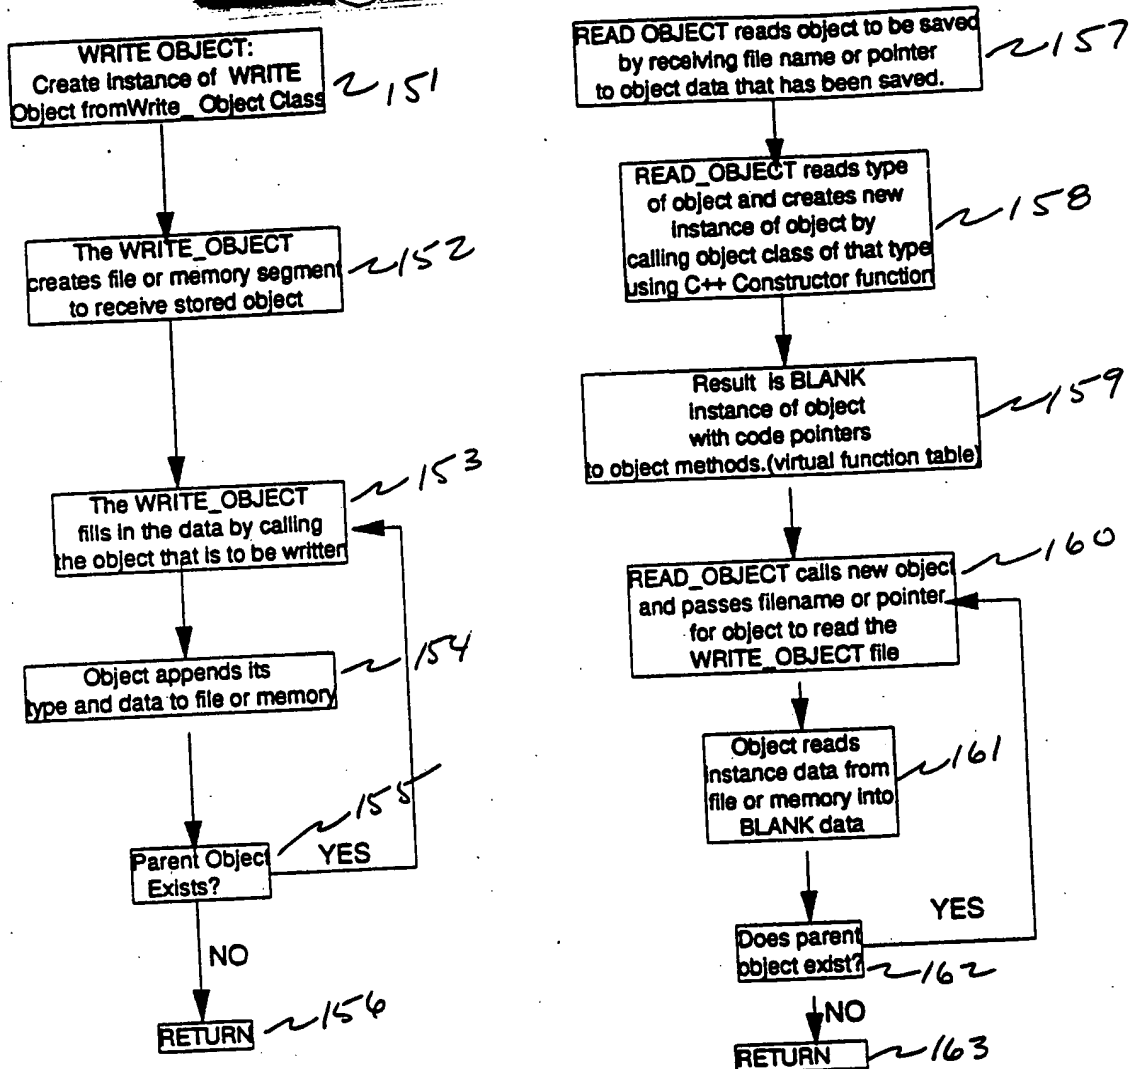 WRITE OBJECT:
Create instance of WRITE
Object fromWrite_ Object Class
151
The WRITE_OBJECT
creates file or memory segment
to receive stored object
152
The WRITE_OBJECT
fills in the data by calling
the object that is to be written
153
Object appends its
type and data to file or memory
154
Parent Object
Exists?
155
YES
NO
RETURN
156
READ OBJECT reads object to be saved
by receiving file name or pointer
to object data that has been saved.
157
READ_OBJECT reads type
of object and creates new
instance of object by
calling object class of that type
using C++ Constructor function
158
Result is BLANK
instance of object
with code pointers
to object methods.(virtual function table)
159
READ_OBJECT calls new object
and passes filename or pointer
for object to read the
WRITE_OBJECT file
160
Object reads
instance data from
file or memory into
BLANK data
161
YES
Does parent
object exist?
162
NO
RETURN
163